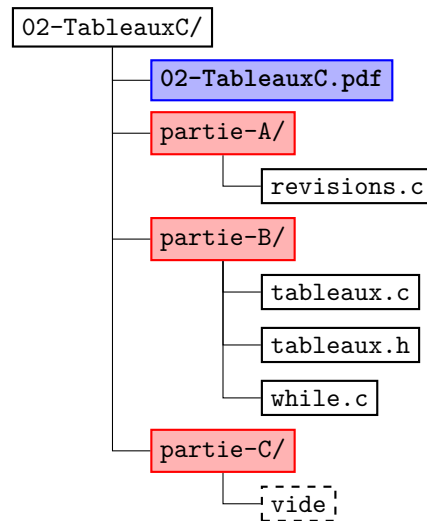 02-TableauxC/
02-TableauxC.pdf
partie-A/
revisions.c
partie-B/
tableaux.c
tableaux.h
while.c
partie-C/
vide